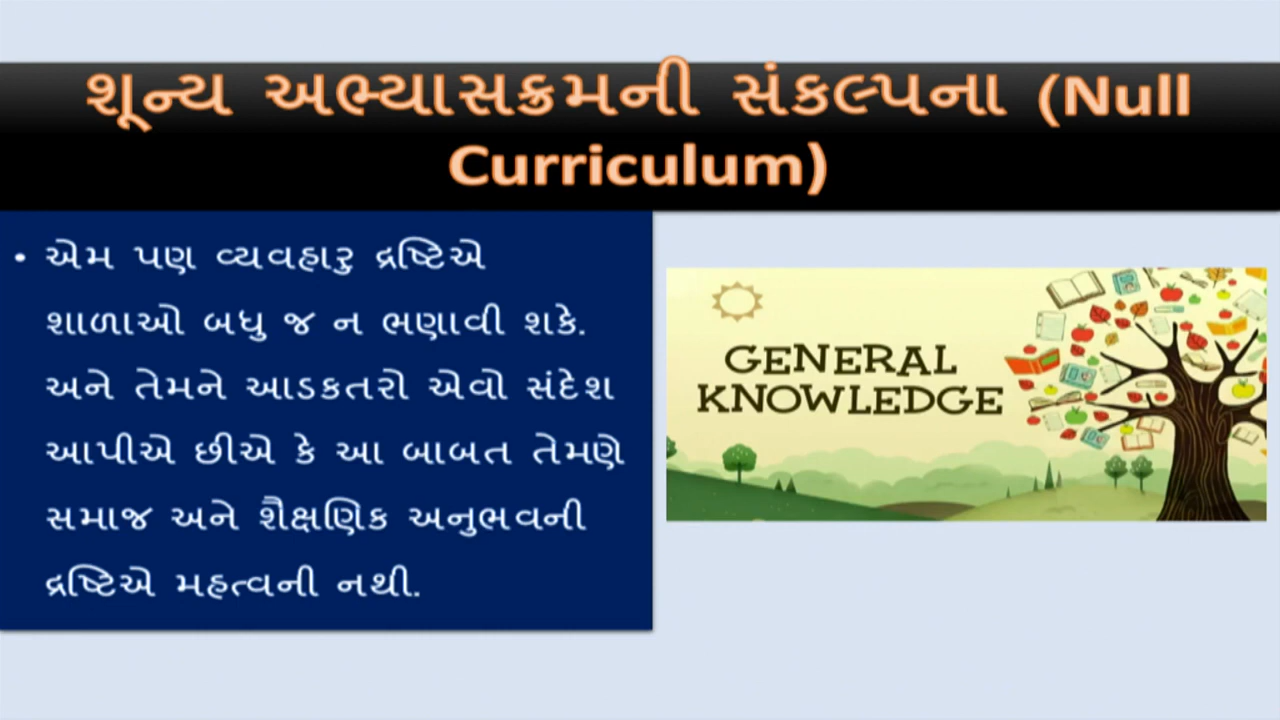 શૂન્ય અભ્યાસક્રમની સંકલ્પના (Null
Curriculum)
• એમ પણ વ્યવહારુ દ્રષ્ટિએ
શાળાઓ બધુ જ ન ભણાવી શકે.
અને તેમને આડકતરો એવો સંદેશ
આપીએ છીએ કે આ બાબત તેમણે
સમાજ અને શૈક્ષણિક અનુભવની
દ્રષ્ટિએ મહત્વની નથી.
GENERAL
KNOWLEDGE